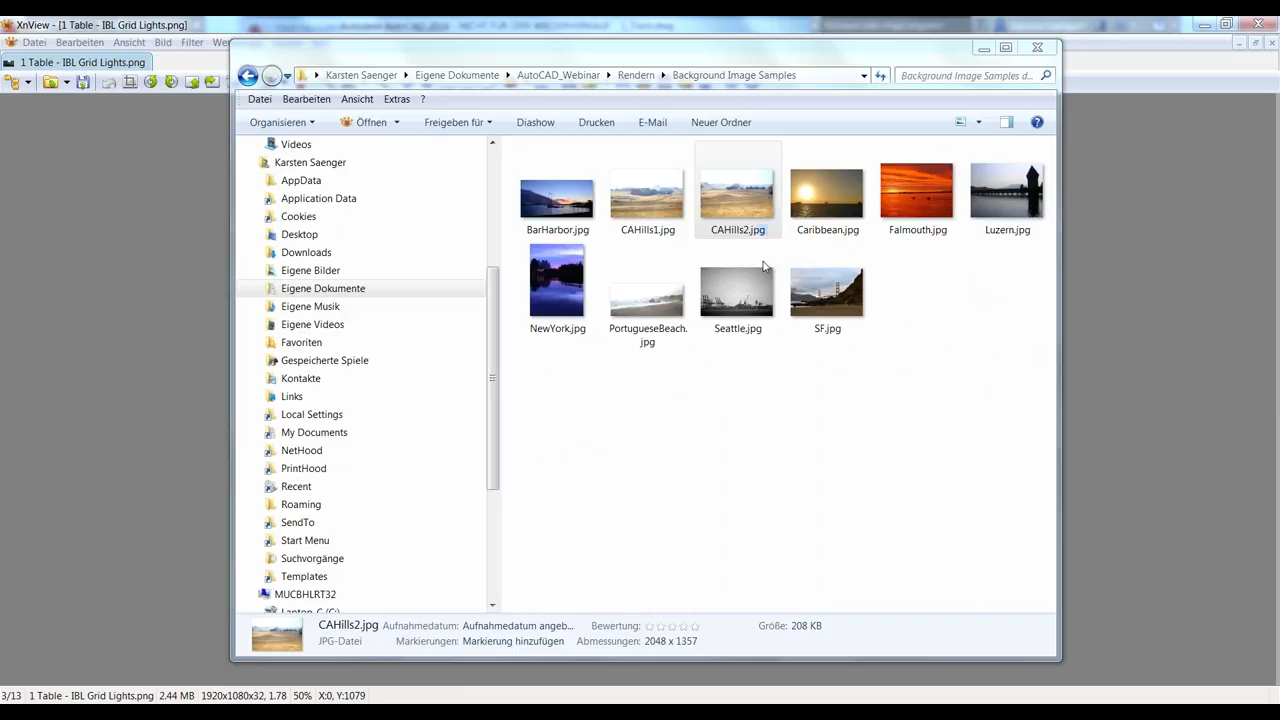 XnView - [1 Table - IBL Grid Lights.png]
Datei Bearbeiten Ansicht Bild Filter
1 Table - IBL Grid Lights.png
Karsten Saenger Eigene Dokumente AutoCAD_Webinar Rendern Background Image Samples
Background Image Samples d...
Datei Bearbeiten Ansicht Extras ?
Organisieren Öffnen Freigeben für Diashow Drucken E-Mail Neuer Ordner
Videos
Karsten Saenger
AppData
Application Data
Cookies
Desktop
Downloads
Eigene Bilder
Eigene Dokumente
Eigene Musik
Eigene Videos
Favoriten
Gespeicherte Spiele
Kontakte
Links
Local Settings
My Documents
NetHood
PrintHood
Recent
Roaming
SendTo
Start Menu
Suchvorgänge
Templates
MUCBHLRT32
BarHarbor.jpg CAHills1.jpg CAHills2.jpg Caribbean.jpg Falmouth.jpg Luzern.jpg
NewYork.jpg PortugueseBeach.jpg Seattle.jpg SF.jpg
CAHills2.jpg Aufnahmedatum: Aufnahmedatum angeb... Bewertung: Größe: 208 KB
JPG-Datei Markierungen: Markierung hinzufügen Abmessungen: 2048 x 1357
3/13 1 Table - IBL Grid Lights.png 2.44 MB 1920x1080x32, 1.78 50% X:0, Y:1079